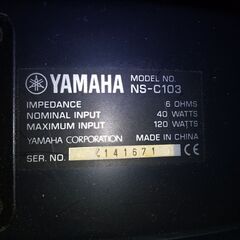 YAMAHA MODEL NO. NS-C103
IMPEDANCE 6 OHMS
NOMINAL INPUT 40 WATTS
MAXIMUM INPUT 120 WATTS
YAMAHA CORPORATION MADE IN CHINA
SER. NO. 141671